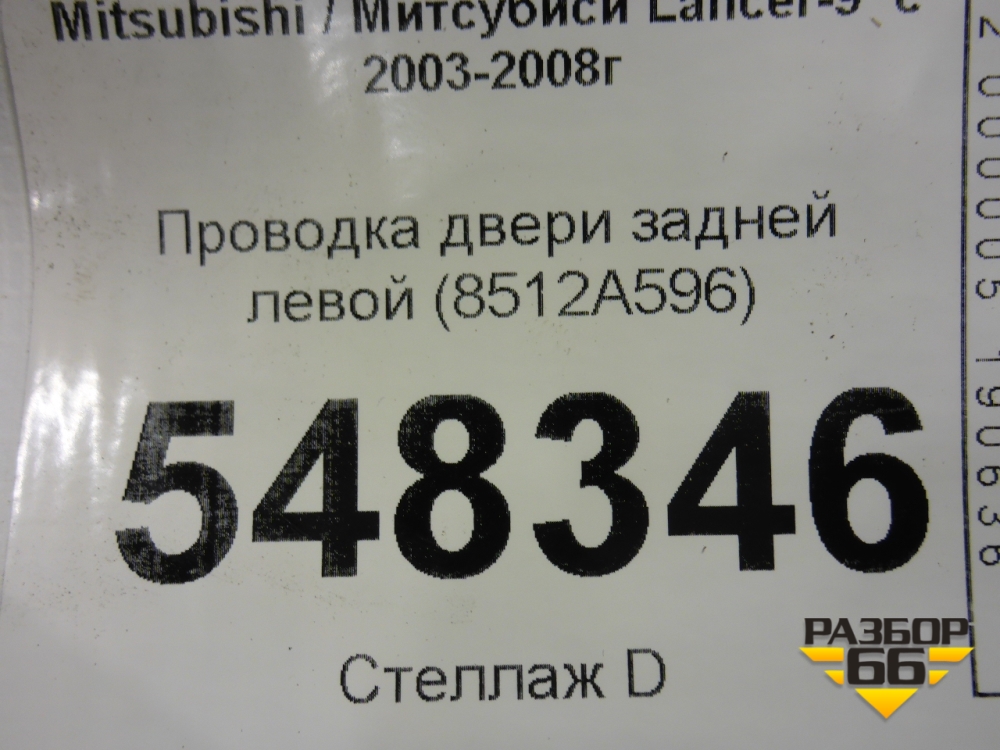 Mitsubishi / Митсубиси Lancer-9 с
2003-2008г
Проводка двери задней
левой (8512A596)
548346
Стеллаж D
РАЗБОР
66